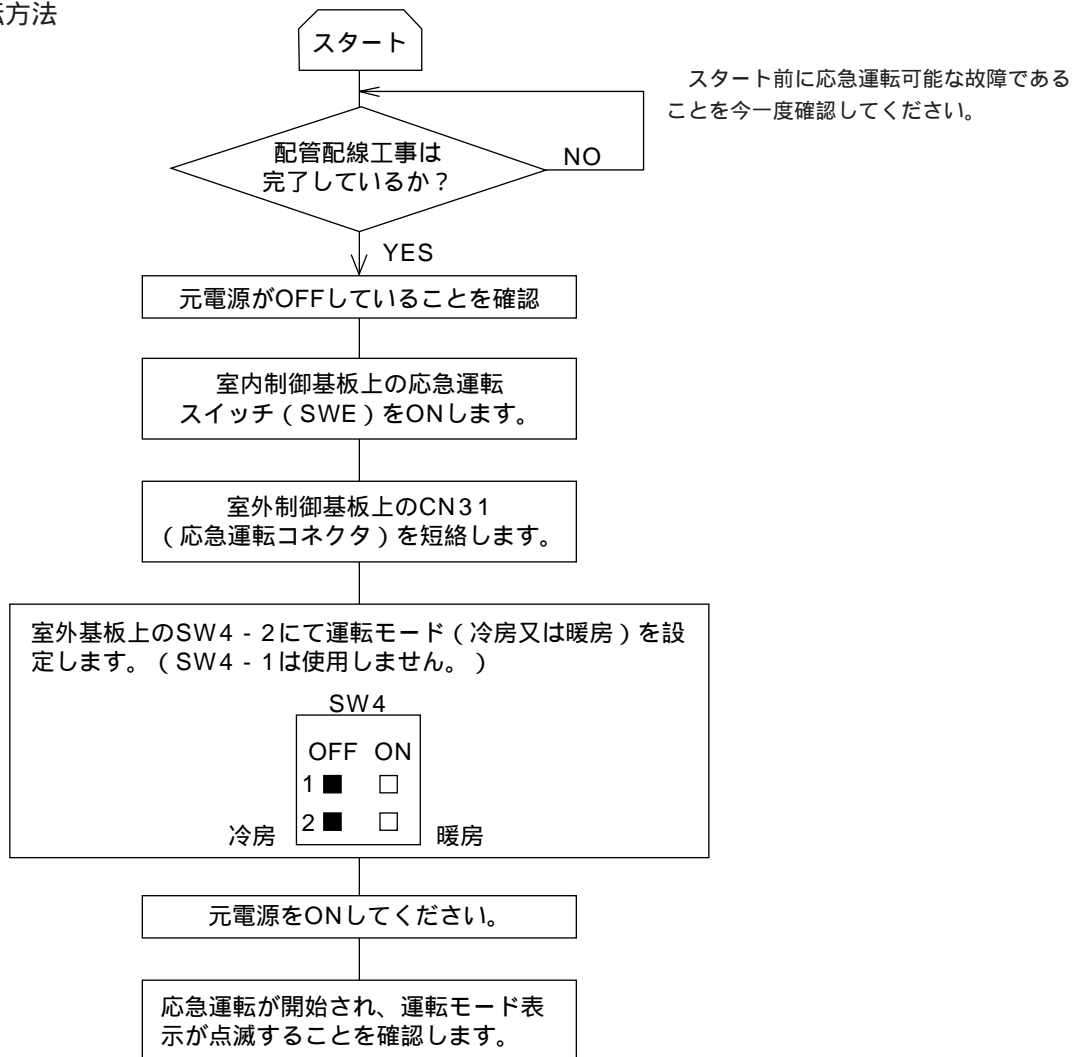 転方法
スタート
スタート前に応急運転可能な故障である
ことを今一度確認してください。
配管配線工事は
完了しているか？
NO
YES
元電源がOFFしていることを確認
室内制御基板上の応急運転
スイッチ（SWE）をONします。
室外制御基板上のCN31
（応急運転コネクタ）を短絡します。
室外基板上のSW4‐2にて運転モード（冷房又は暖房）を設
定します。（SW4‐1は使用しません。）
SW4
OFF ON
1 ■ □
2 ■ □
冷房 暖房
元電源をONしてください。
応急運転が開始され、運転モード表
示が点滅することを確認します。